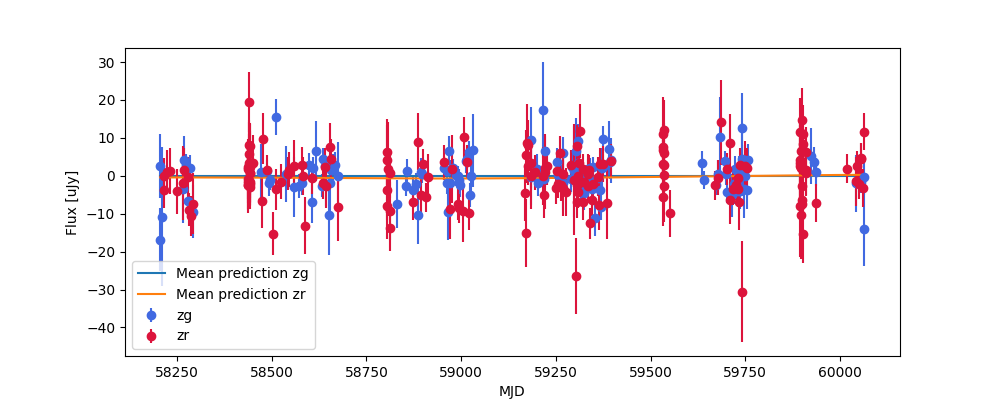 30
20
10
0
−10
−20
−30
−40
Flux [uJy]
Mean prediction zg
Mean prediction zr
zg
zr
58250 58500 58750 59000 59250 59500 59750 60000
MJD